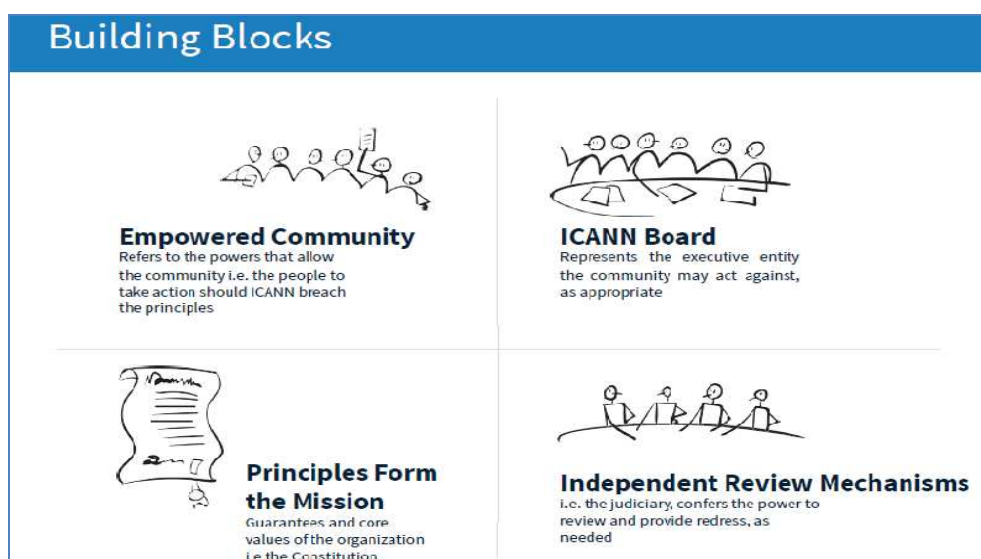 Building Blocks
Empowered Community
Refers to the powers that allow
the community i.e. the people to
take action should ICANN breach
the principles
ICANN Board
Represents the executive entity
the community may act against,
as appropriate
Principles Form
the Mission
Guarantees and core
values of the organization
i.e the Constitution
Independent Review Mechanisms
i.e. the judiciary, confers the power to
review and provide redress, as
needed